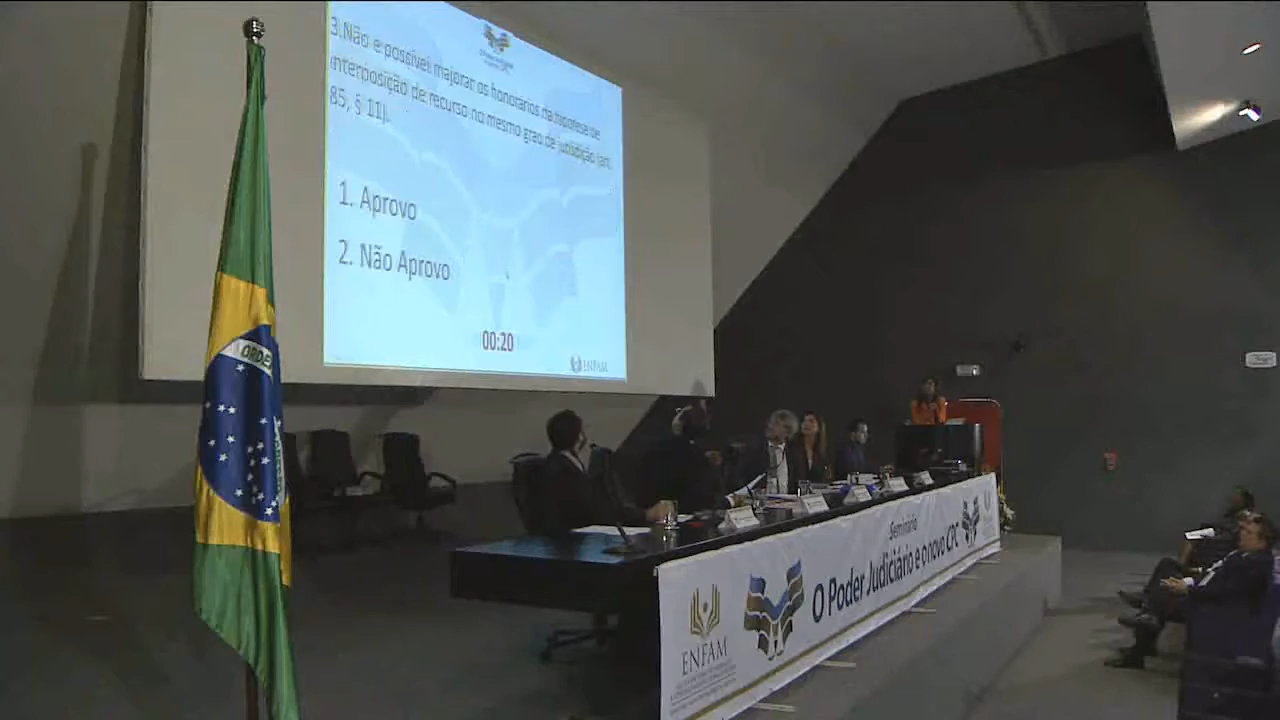 3.Não e possível majorar os honorários na hipótese de
interposição de recurso no mesmo grau de jurisdição (art.
85, § 11).
1. Aprovo
2. Não Aprovo
00:20
ENFAM
ORDEM
Seminário
O Poder Judiciário e o novo CPC
ENFAM